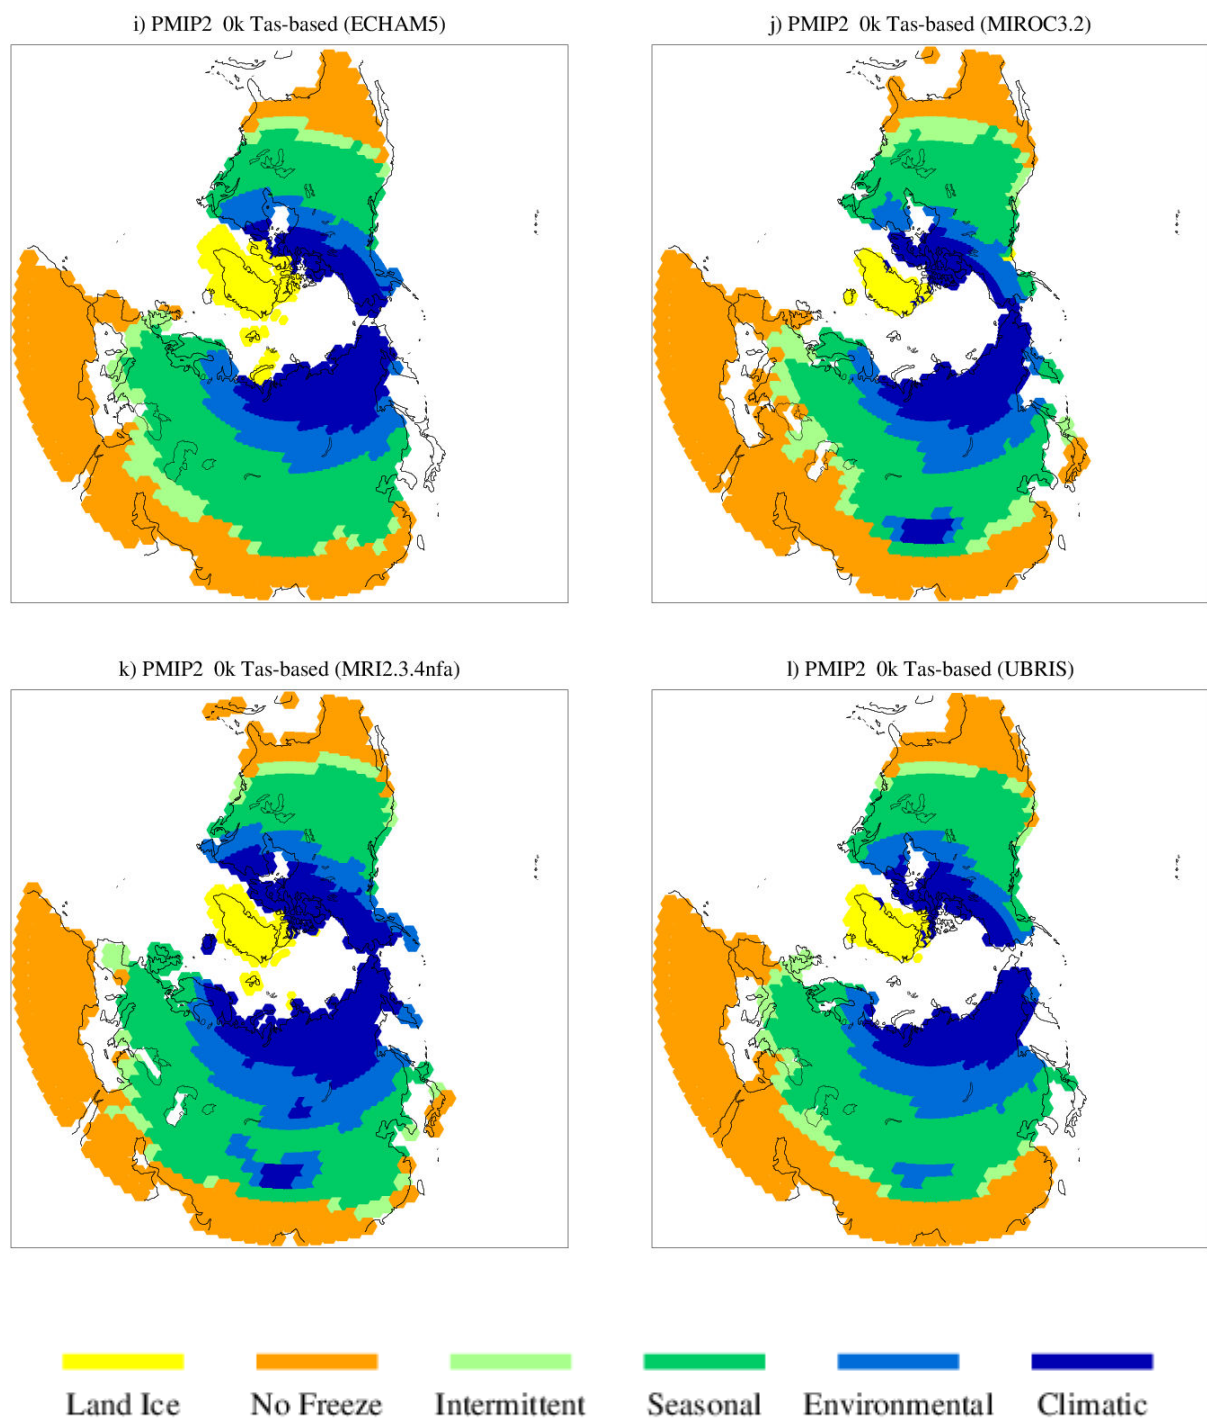 i) PMIP2 0k Tas-based (ECHAM5)
j) PMIP2 0k Tas-based (MIROC3.2)
k) PMIP2 0k Tas-based (MRI2.3.4nfa)
l) PMIP2 0k Tas-based (UBRIS)
Land Ice No Freeze Intermittent Seasonal Environmental Climatic